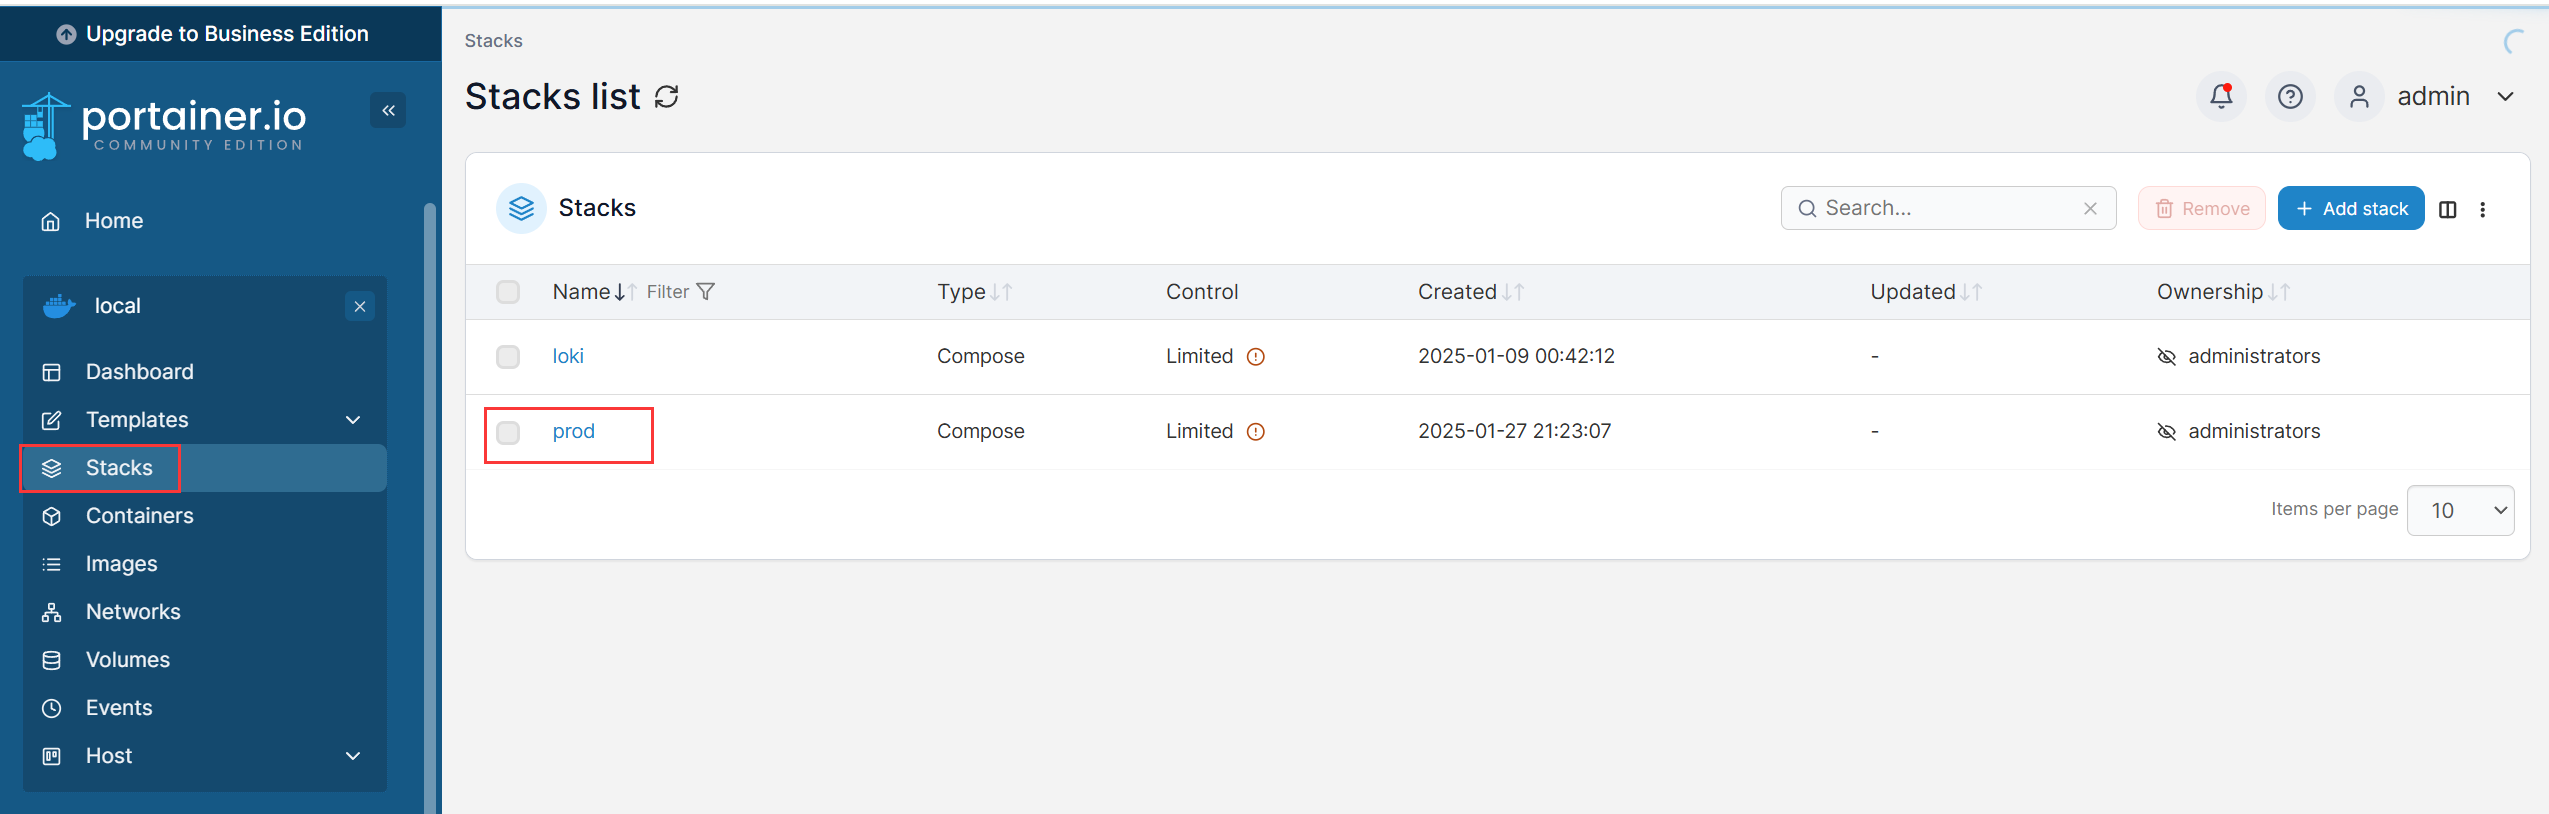 Upgrade to Business Edition
portainer.io
COMMUNITY EDITION
Home
local
Dashboard
Templates
Stacks
Containers
Images
Networks
Volumes
Events
Host
Stacks
Stacks list
admin
Stacks
Search...
Remove
Add stack
Name Filter Type Control Created Updated Ownership
loki Compose Limited 2025-01-09 00:42:12 - administrators
prod Compose Limited 2025-01-27 21:23:07 - administrators
Items per page 10